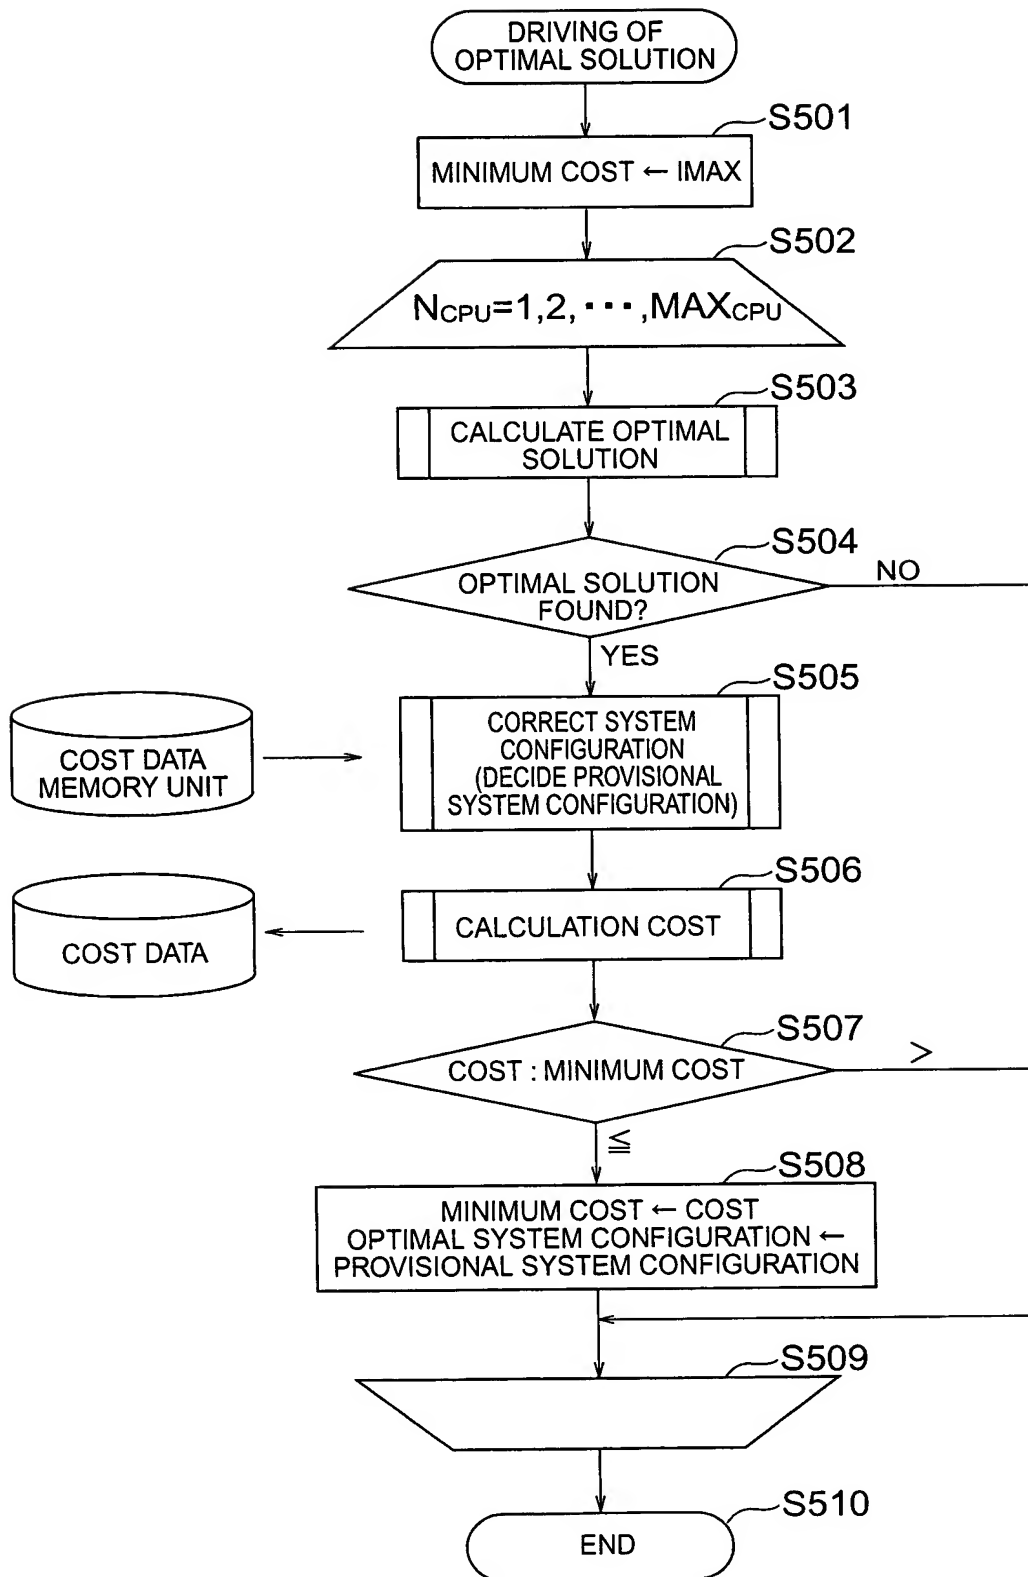 DRIVING OF
OPTIMAL SOLUTION
S501
MINIMUM COST ← IMAX
S502
NCPU=1,2,···,MAXCPU
S503
CALCULATE OPTIMAL
SOLUTION
S504
OPTIMAL SOLUTION
FOUND?
NO
YES
S505
CORRECT SYSTEM
CONFIGURATION
(DECIDE PROVISIONAL
SYSTEM CONFIGURATION)
COST DATA
MEMORY UNIT
S506
CALCULATION COST
COST DATA
S507
COST : MINIMUM COST
>
≦
S508
MINIMUM COST ← COST
OPTIMAL SYSTEM CONFIGURATION ←
PROVISIONAL SYSTEM CONFIGURATION
S509
S510
END